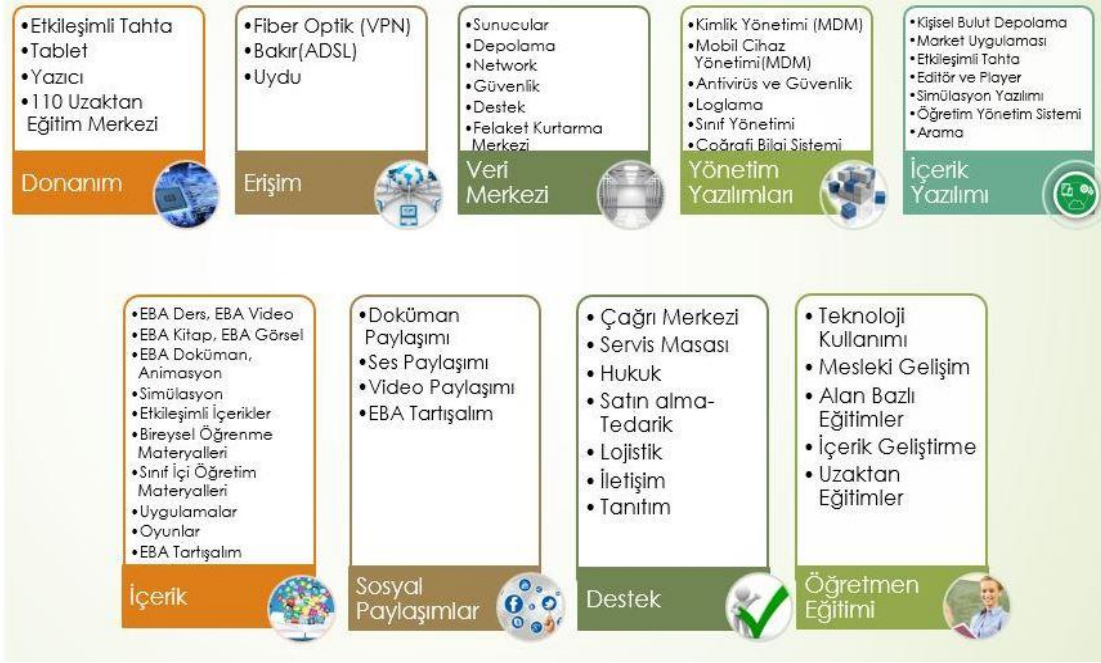 •Etkileşimli Tahta
•Tablet
•Yazıcı
•110 Uzaktan
Eğitim Merkezi
Donanım
•Fiber Optik (VPN)
•Bakır(ADSL)
•Uydu
Erişim
•Sunucular
•Depolama
•Network
•Güvenlik
•Destek
•Felaket Kurtarma
Merkezi
Veri
Merkezi
•Kimlik Yönetimi (MDM)
•Mobil Cihaz
Yönetimi(MDM)
•Antivirüs ve Güvenlik
•Loglama
•Sınıf Yönetimi
•Coğrafi Bilgi Sistemi
Yönetim
Yazılımları
•Kişisel Bulut Depolama
•Market Uygulaması
•Etkileşimli Tahta
•Editör ve Player
•Simülasyon Yazılımı
•Öğretim Yönetim Sistemi
•Arama
İçerik
Yazılımı
•EBA Ders, EBA Video
•EBA Kitap, EBA Görsel
•EBA Doküman,
Animasyon
•Simülasyon
•Etkileşimli İçerikler
•Bireysel Öğrenme
Materyalleri
•Sınıf İçi Öğretim
Materyalleri
•Uygulamalar
•Oyunlar
•EBA Tartışalım
İçerik
•Doküman
Paylaşımı
•Ses Paylaşımı
•Video Paylaşımı
•EBA Tartışalım
Sosyal
Paylaşımlar
• Çağrı Merkezi
• Servis Masası
• Hukuk
• Satın alma-
Tedarik
• Lojistik
• İletişim
• Tanıtım
Destek
• Teknoloji
Kullanımı
• Mesleki Gelişim
• Alan Bazlı
Eğitimler
• İçerik Geliştirme
• Uzaktan
Eğitimler
Öğretmen
Eğitimi